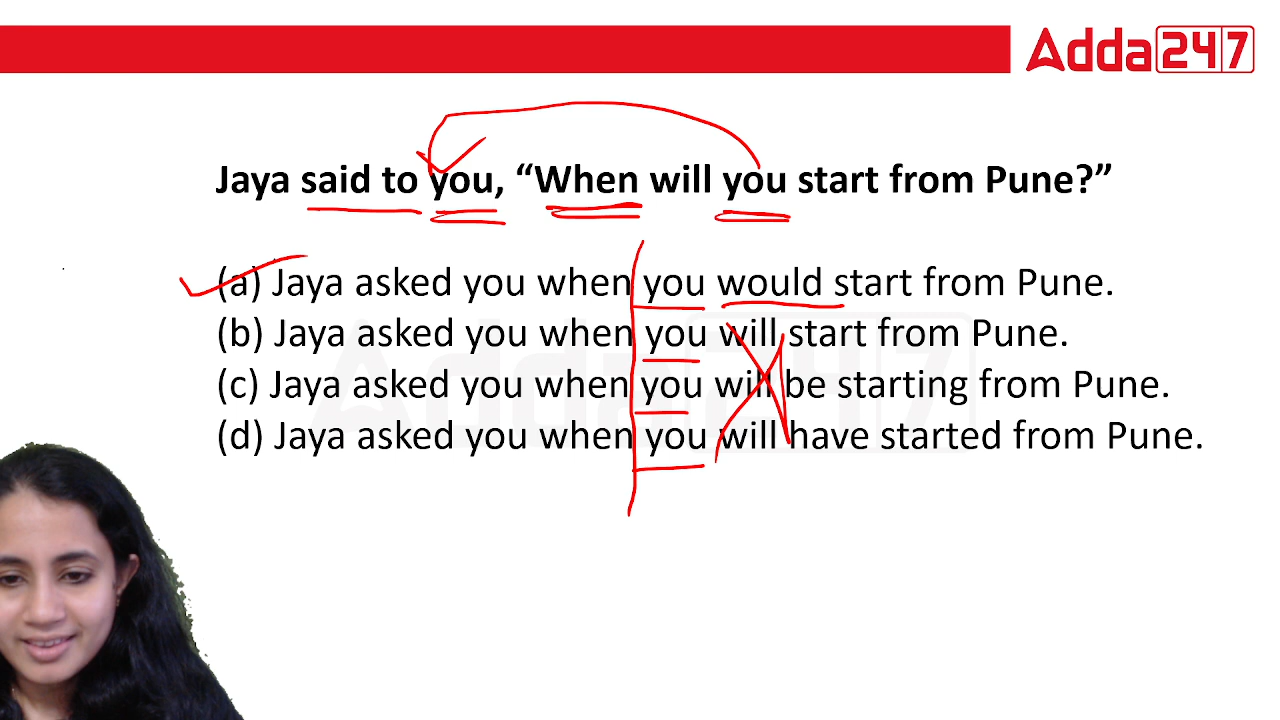 Adda247
Jaya said to you, “When will you start from Pune?”
(a) Jaya asked you when you would start from Pune.
(b) Jaya asked you when you will start from Pune.
(c) Jaya asked you when you will be starting from Pune.
(d) Jaya asked you when you will have started from Pune.
Adda247